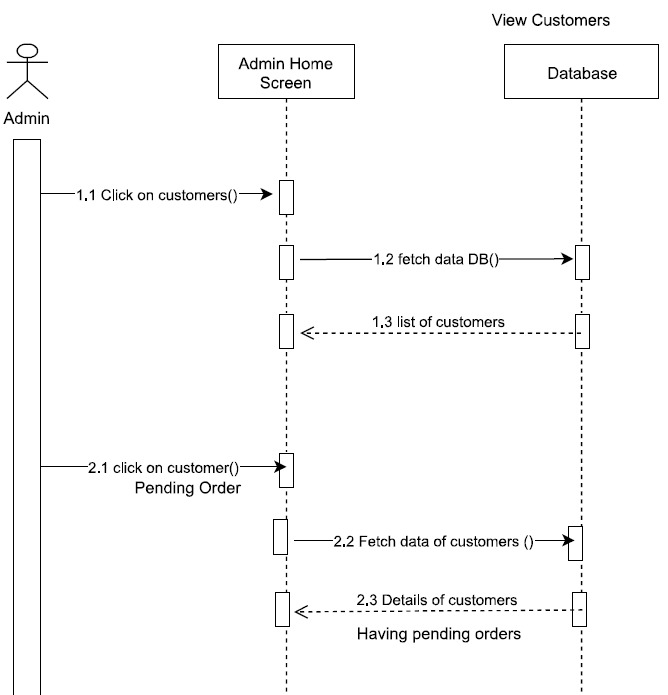 View Customers
Admin Home
Screen
Database
Admin
1.1 Click on customers()
1.2 fetch data DB()
1.3 list of customers
2.1 click on customer()
Pending Order
2.2 Fetch data of customers ()
2.3 Details of customers
Having pending orders